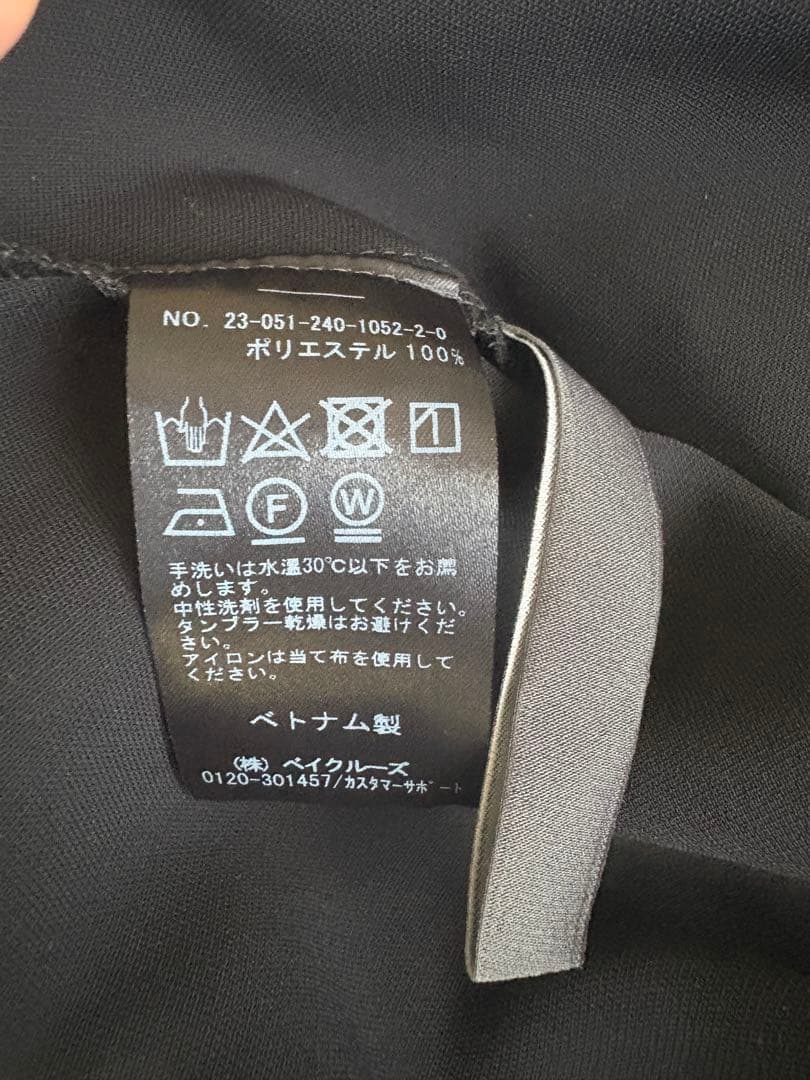 NO. 23-051-240-1052-2-0
ポリエステル 100%
F W
手洗いは水温30℃以下をお薦
めします。
中性洗剤を使用してください。
タンブラー乾燥はお避けくだ
さい。
アイロンは当て布を使用して
ください。
ベトナム製
(株) ベイクルーズ
0120-301457/カスタマーサポート